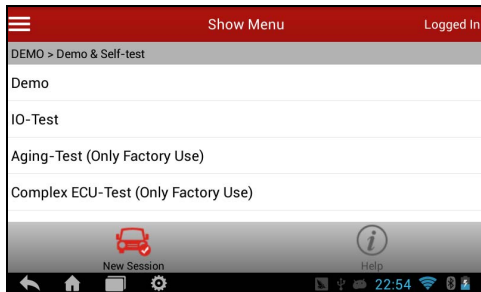 Show Menu
Logged In
DEMO > Demo & Self-test
Demo
IO-Test
Aging-Test (Only Factory Use)
Complex ECU-Test (Only Factory Use)
New Session
Help
22:54